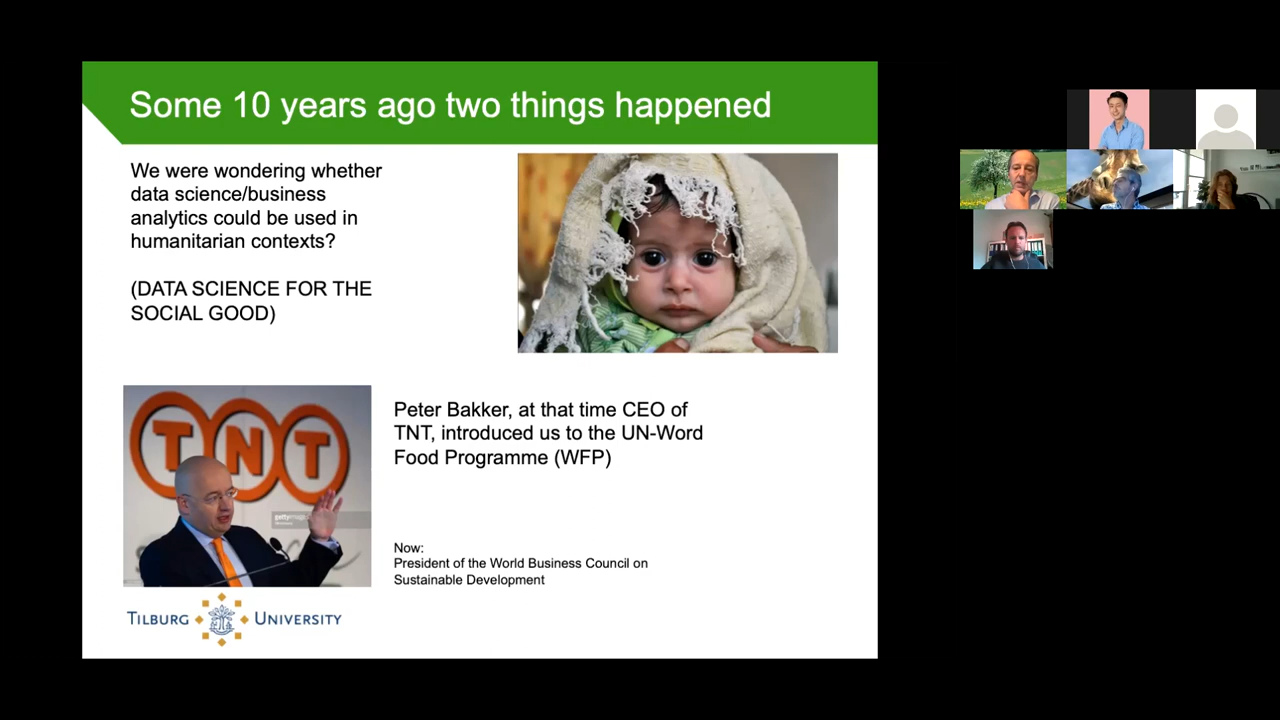 Some 10 years ago two things happened
We were wondering whether
data science/business
analytics could be used in
humanitarian contexts?
(DATA SCIENCE FOR THE
SOCIAL GOOD)
TNT
gettyimages
Peter Bakker, at that time CEO of
TNT, introduced us to the UN-Word
Food Programme (WFP)
Now:
President of the World Business Council on
Sustainable Development
TILBURG UNIVERSITY